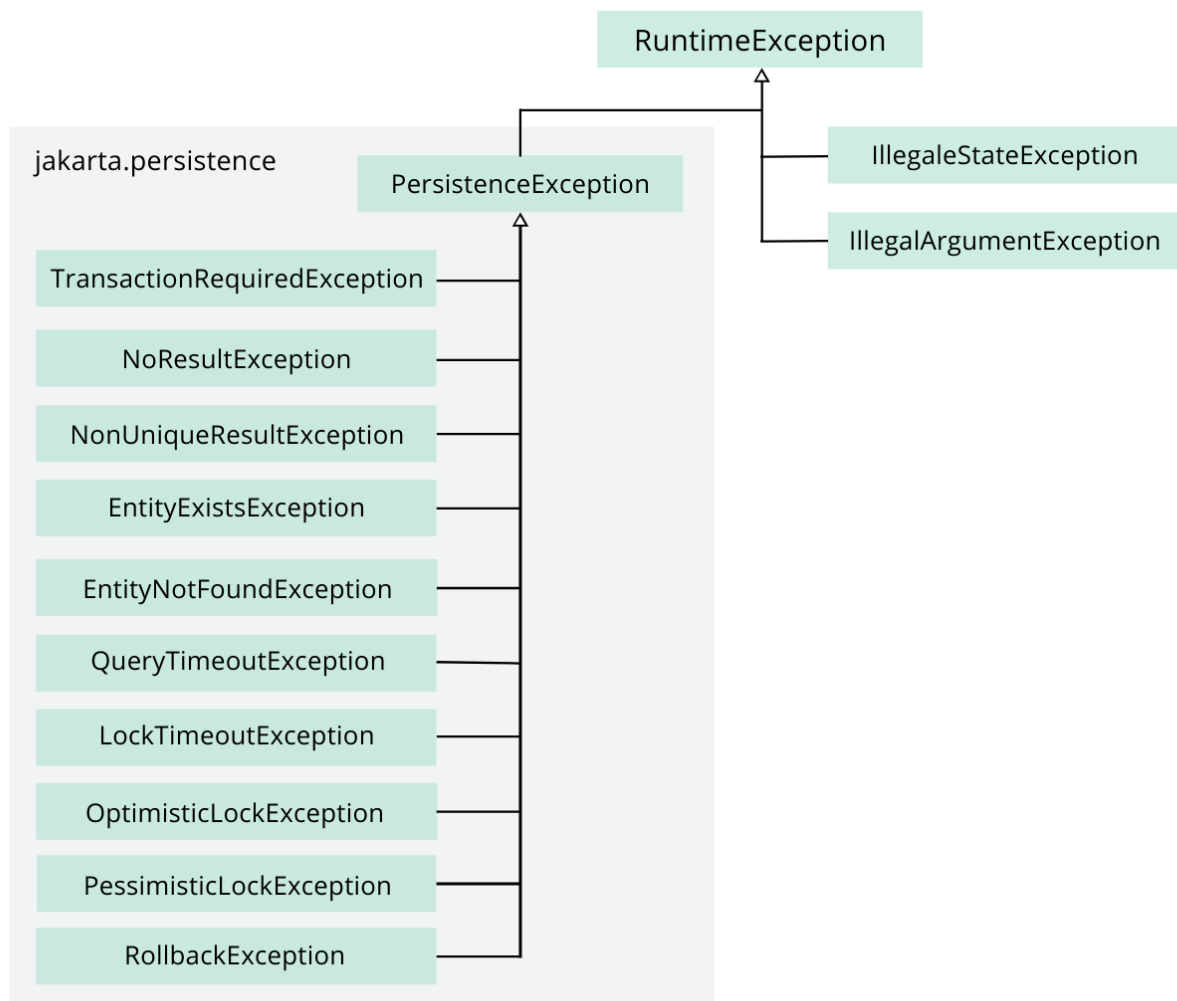 RuntimeException
jakarta.persistence
PersistenceException
IllegaleStateException
IllegalArgumentException
TransactionRequiredException
NoResultException
NonUniqueResultException
EntityExistsException
EntityNotFoundException
QueryTimeoutException
LockTimeoutException
OptimisticLockException
PessimisticLockException
RollbackException